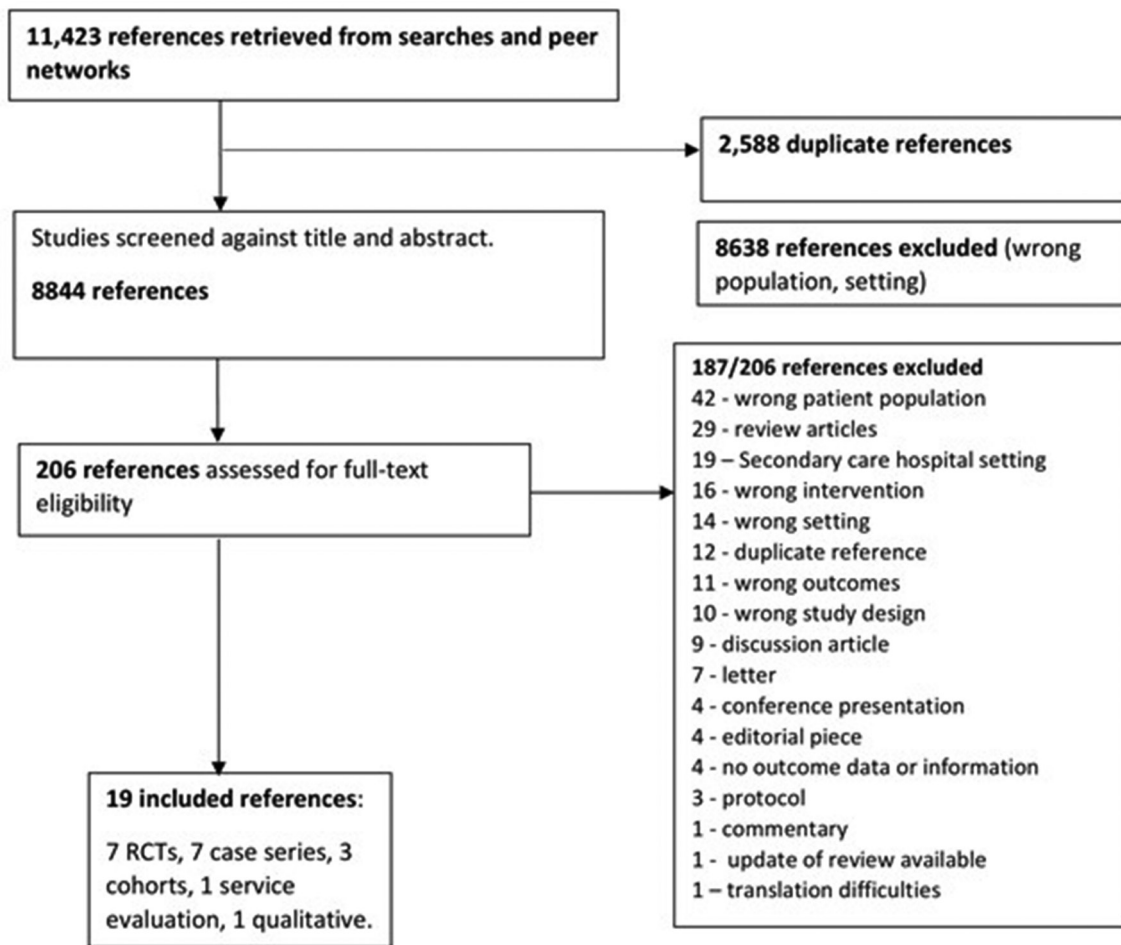 11,423 references retrieved from searches and peer
networks
2,588 duplicate references
Studies screened against title and abstract.
8844 references
8638 references excluded (wrong
population, setting)
206 references assessed for full-text
eligibility
187/206 references excluded
42 - wrong patient population
29 - review articles
19 – Secondary care hospital setting
16 - wrong intervention
14 - wrong setting
12 - duplicate reference
11 - wrong outcomes
10 - wrong study design
9 - discussion article
7 - letter
4 - conference presentation
4 - editorial piece
4 - no outcome data or information
3 - protocol
1 - commentary
1 - update of review available
1 – translation difficulties
19 included references:
7 RCTs, 7 case series, 3
cohorts, 1 service
evaluation, 1 qualitative.